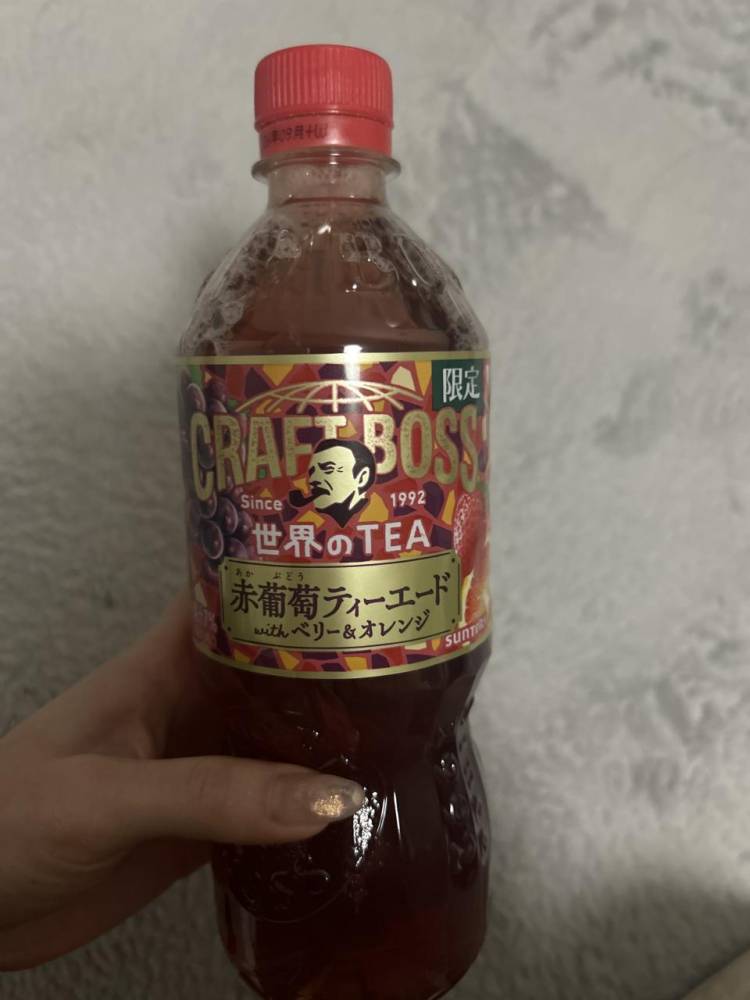 限定
CRAFT BOSS
Since 1992
世界のTEA
あか ぶどう
赤葡萄ティーエード
with ベリー&オレンジ